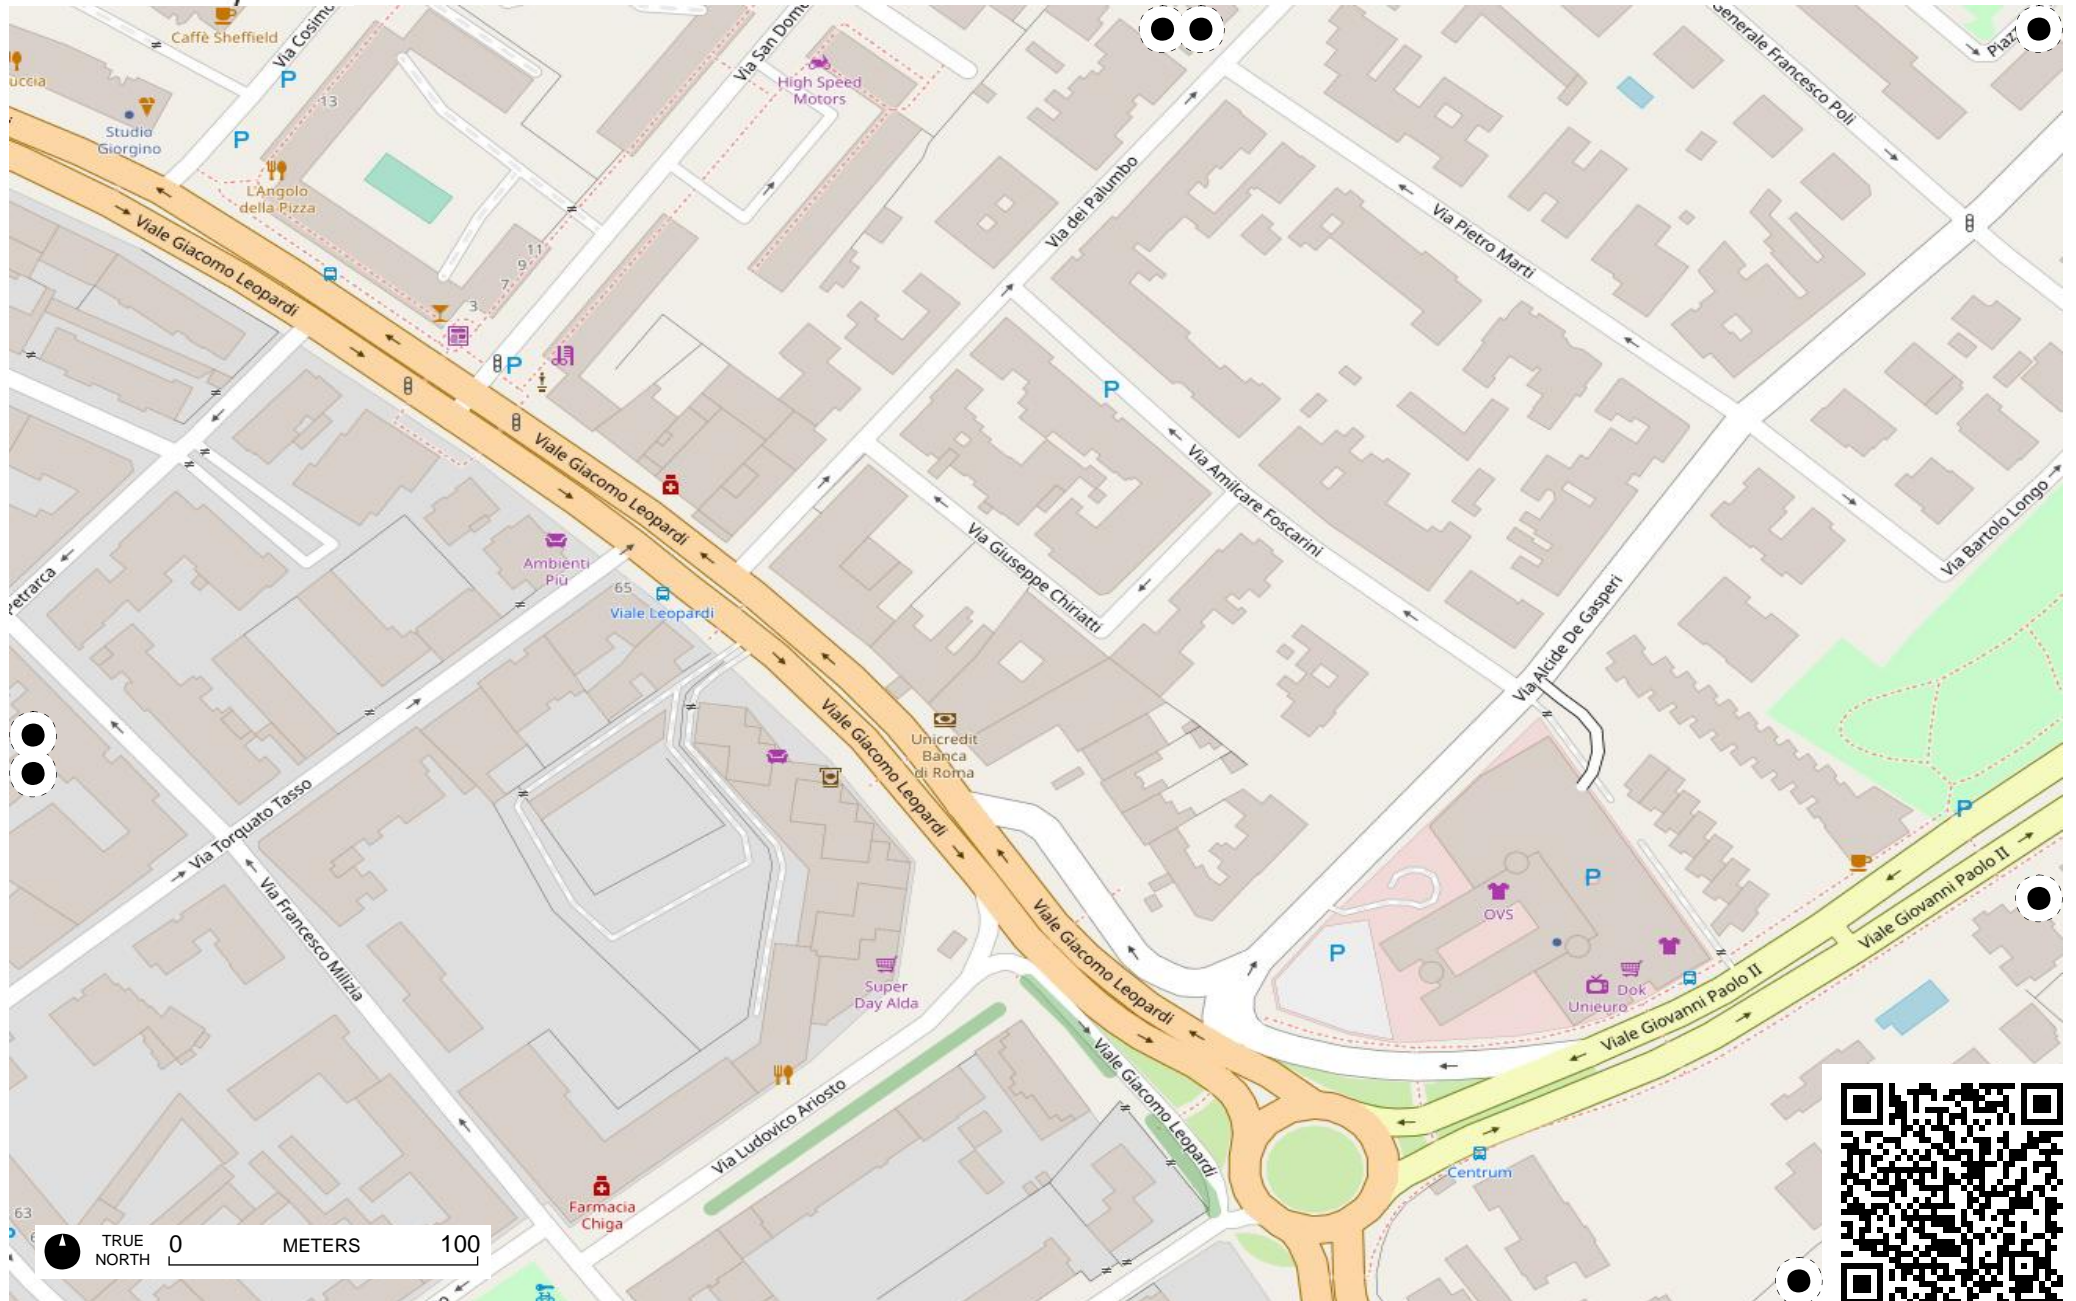 Caffè Sheffield
Via Cosimo
Via San Dom
High Speed
Motors
Generale Francesco Poli
Piaz
uccia
13
Studio
Giorgino
L'Angolo
della Pizza
Via dei Palumbo
Via Pietro Marti
Viale Giacomo Leopardi
11
9
7
3
Viale Giacomo Leopardi
Via Amilcare Foscarini
Via Giuseppe Chiriatti
Via Bartolo Longo
Via Alcide De Gasperi
Ambienti
Più
65
Viale Leopardi
Petrarca
Viale Giacomo Leopardi
Unicredit
Banca
di Roma
Via Torquato Tasso
Via Francesco Milizia
Viale Giacomo Leopardi
OVS
Dok
Unieuro
Viale Giovanni Paolo II
Viale Giovanni Paolo II
Super
Day Alda
Viale Giacomo Leopardi
Via Ludovico Ariosto
Centrum
Farmacia
Chiga
63
TRUE
NORTH
0
METERS
100
P
P
P
P
P
P
P